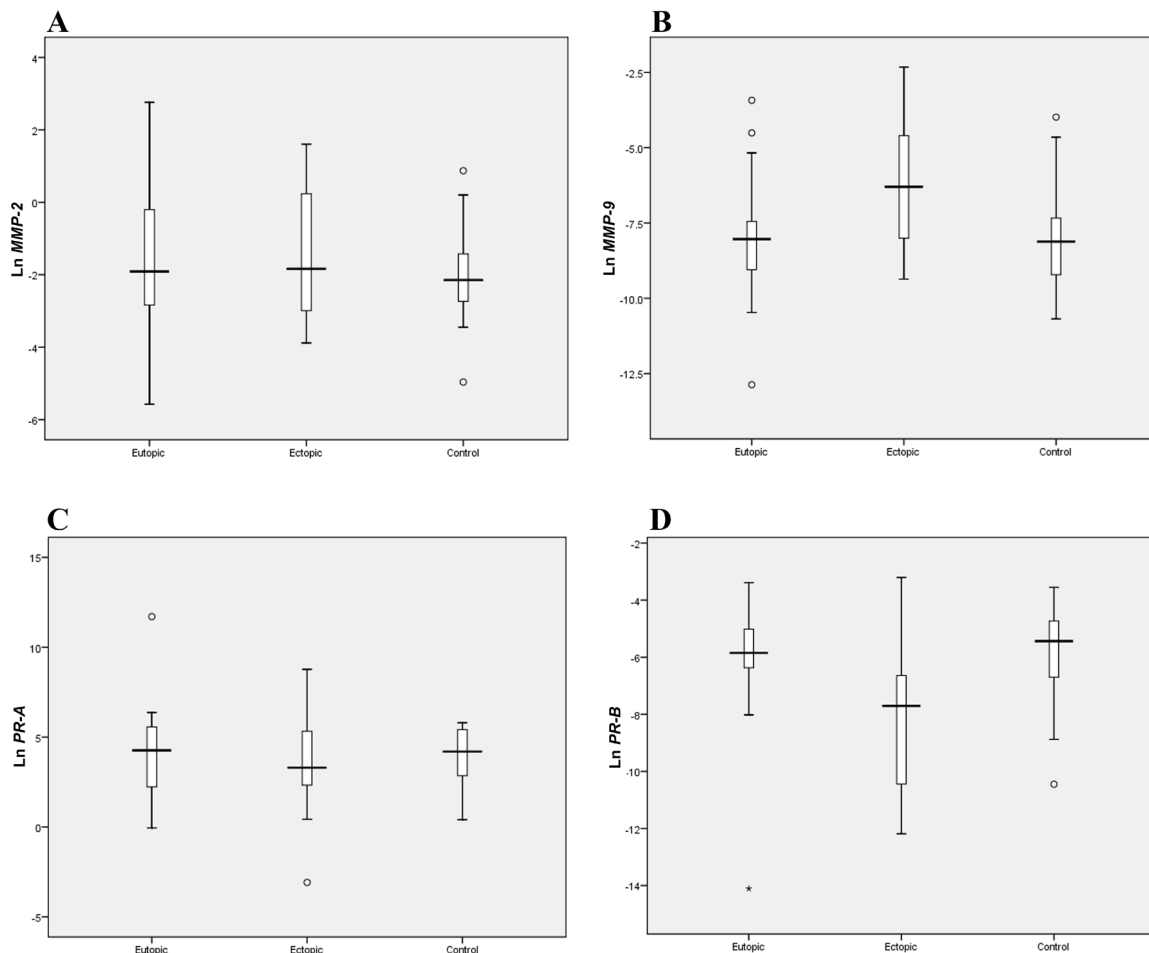 A
Ln MMP-2
4
2
0
-2
-4
-6
Eutopic Ectopic Control
B
Ln MMP-9
-2.5
-5.0
-7.5
-10.0
-12.5
Eutopic Ectopic Control
C
Ln PR-A
15
10
5
0
-5
Eutopic Ectopic Control
D
Ln PR-B
-2
-4
-6
-8
-10
-12
-14
*
Eutopic Ectopic Control